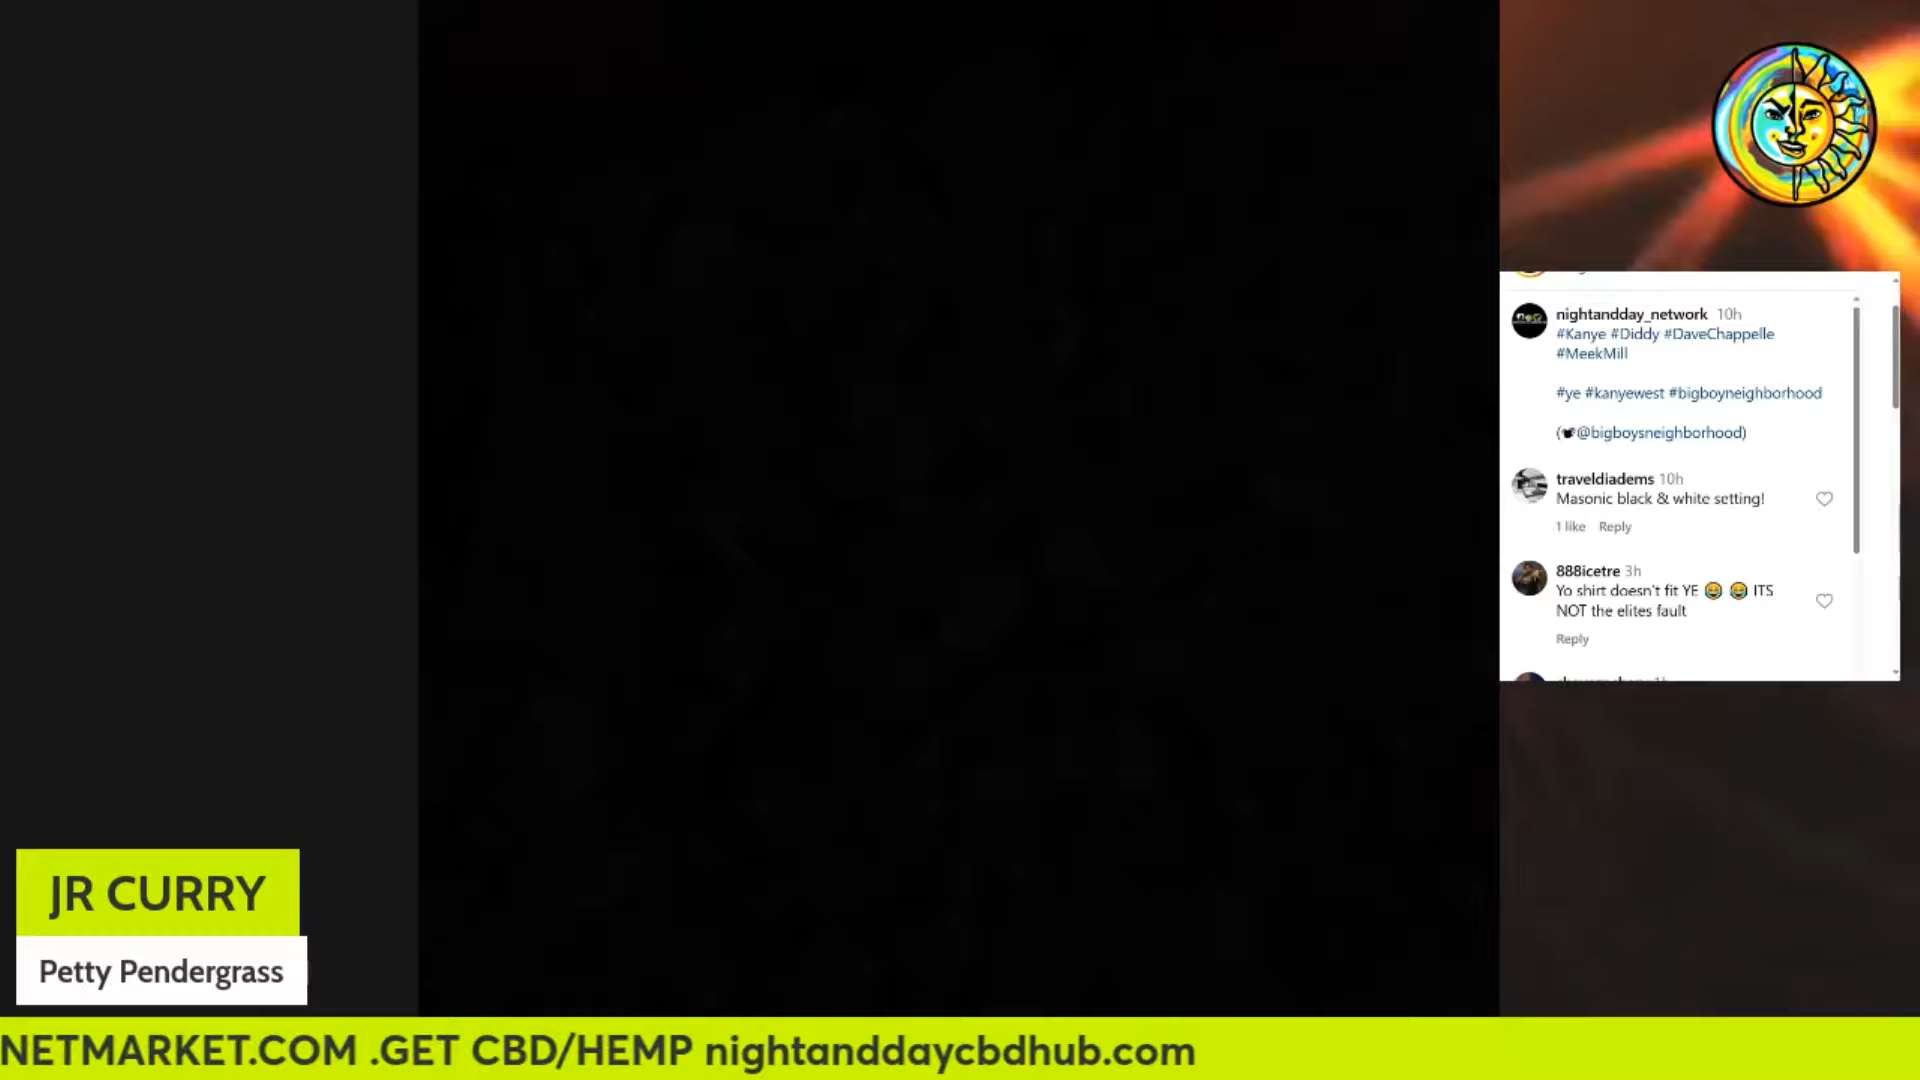 nightandday_network 10h
#Kanye #Diddy #DaveChappelle
#MeekMill
#ye #kanyewest #bigboyneighborhood
(@bigboysneighborhood)
traveldiadems 10h
Masonic black & white setting!
1 like Reply
888icetre 3h
Yo shirt doesn't fit YE 😂 😂 ITS
NOT the elites fault
Reply
JR CURRY
Petty Pendergrass
NETMARKET.COM .GET CBD/HEMP nightanddaycbdhub.com